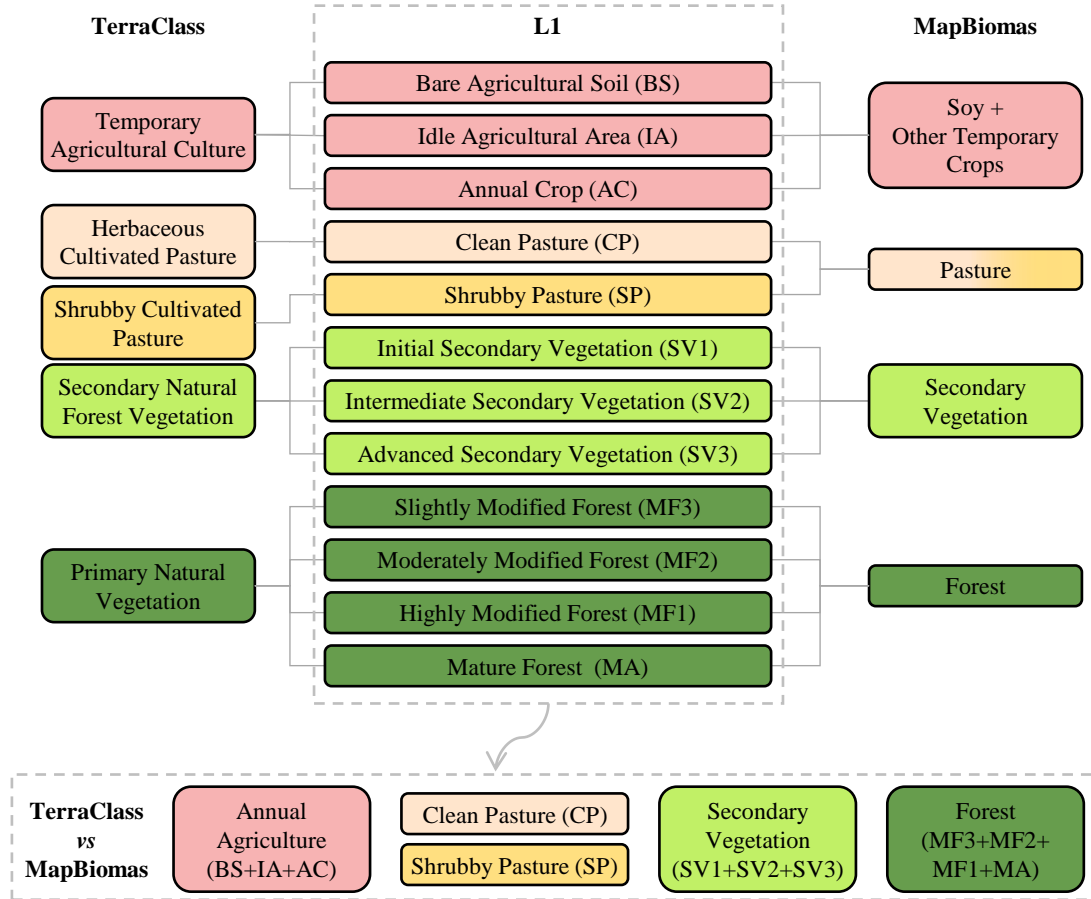 TerraClass
L1
MapBiomas
Temporary
Agricultural Culture
Herbaceous
Cultivated Pasture
Shrubby Cultivated
Pasture
Secondary Natural
Forest Vegetation
Primary Natural
Vegetation
Bare Agricultural Soil (BS)
Idle Agricultural Area (IA)
Annual Crop (AC)
Clean Pasture (CP)
Shrubby Pasture (SP)
Initial Secondary Vegetation (SV1)
Intermediate Secondary Vegetation (SV2)
Advanced Secondary Vegetation (SV3)
Slightly Modified Forest (MF3)
Moderately Modified Forest (MF2)
Highly Modified Forest (MF1)
Mature Forest (MA)
Soy +
Other Temporary
Crops
Pasture
Secondary
Vegetation
Forest
TerraClass
vs
MapBiomas
Annual
Agriculture
(BS+IA+AC)
Clean Pasture (CP)
Shrubby Pasture (SP)
Secondary
Vegetation
(SV1+SV2+SV3)
Forest
(MF3+MF2+
MF1+MA)